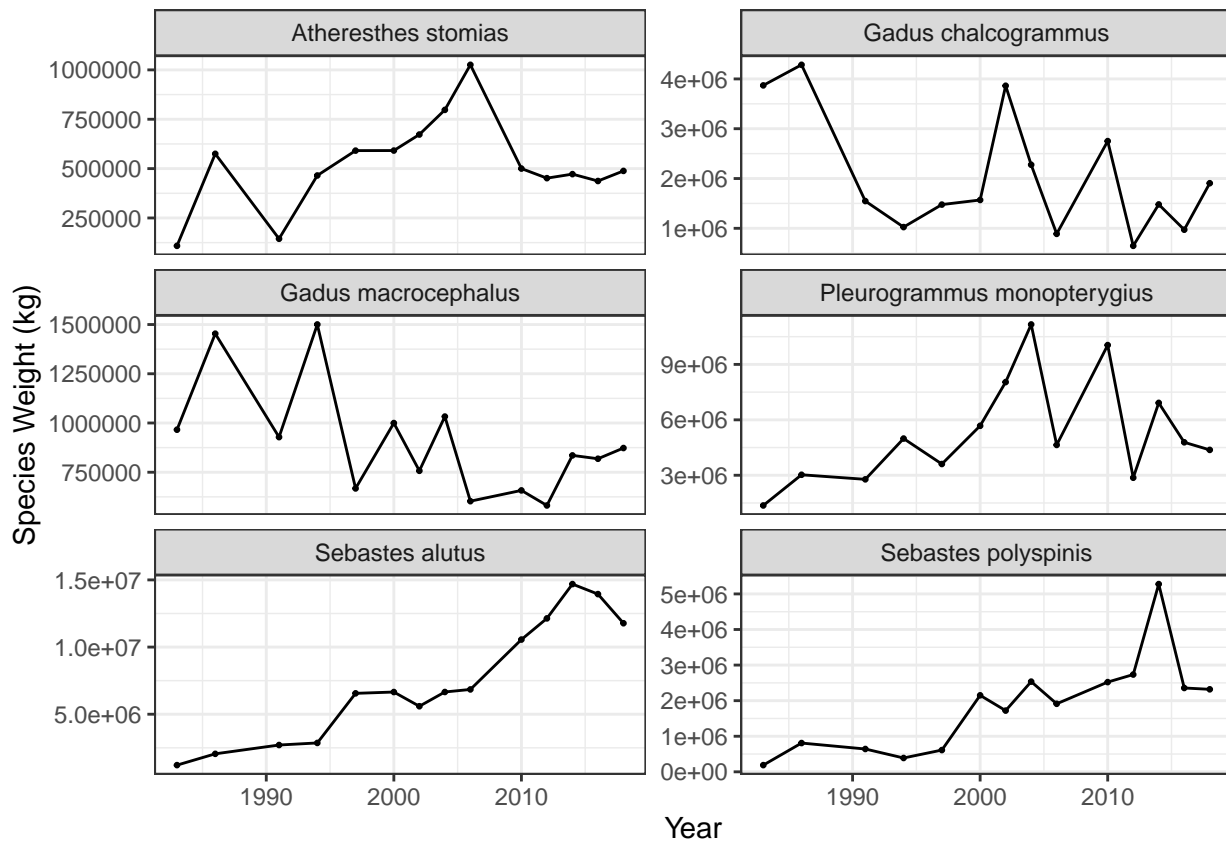 Atheresthes stomias
Gadus chalcogrammus
1000000
750000
500000
250000
4e+06
3e+06
2e+06
1e+06
Gadus macrocephalus
Pleurogrammus monopterygius
1500000
1250000
1000000
750000
9e+06
6e+06
3e+06
Sebastes alutus
Sebastes polyspinis
1.5e+07
1.0e+07
5.0e+06
5e+06
4e+06
3e+06
2e+06
1e+06
0e+00
1990 2000 2010
1990 2000 2010
Year
Species Weight (kg)